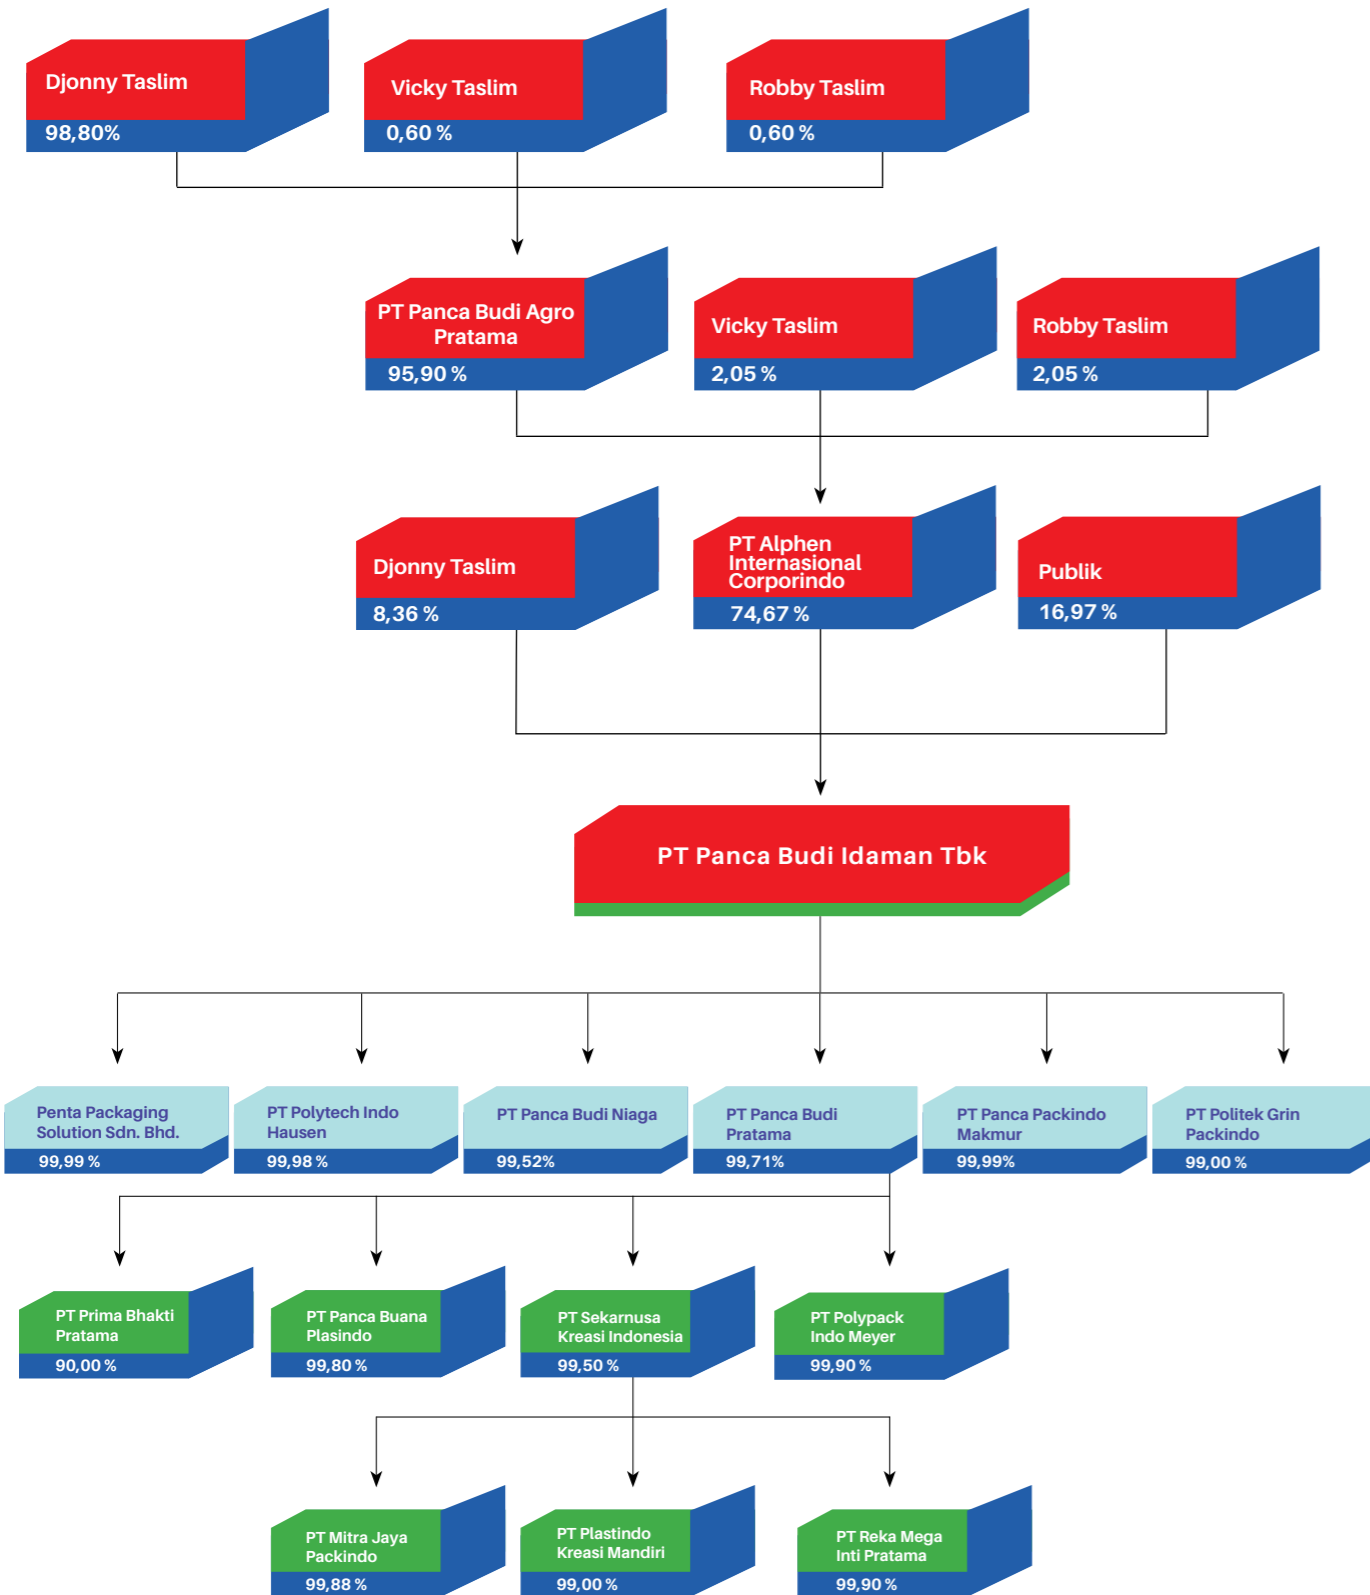 Djonny Taslim
98,80%
Vicky Taslim
0,60 %
Robby Taslim
0,60 %
PT Panca Budi Agro
Pratama
95,90 %
Vicky Taslim
2,05 %
Robby Taslim
2,05 %
Djonny Taslim
8,36 %
PT Alphen
Internasional
Corporindo
74,67 %
Publik
16,97 %
PT Panca Budi Idaman Tbk
Penta Packaging
Solution Sdn. Bhd.
99,99 %
PT Polytech Indo
Hausen
99,98 %
PT Panca Budi Niaga
99,52%
PT Panca Budi
Pratama
99,71%
PT Panca Packindo
Makmur
99,99%
PT Politek Grin
Packindo
99,00 %
PT Prima Bhakti
Pratama
90,00 %
PT Panca Buana
Plasindo
99,80 %
PT Sekarnusa
Kreasi Indonesia
99,50 %
PT Polypack
Indo Meyer
99,90 %
PT Mitra Jaya
Packindo
99,88 %
PT Plastindo
Kreasi Mandiri
99,00 %
PT Reka Mega
Inti Pratama
99,90 %